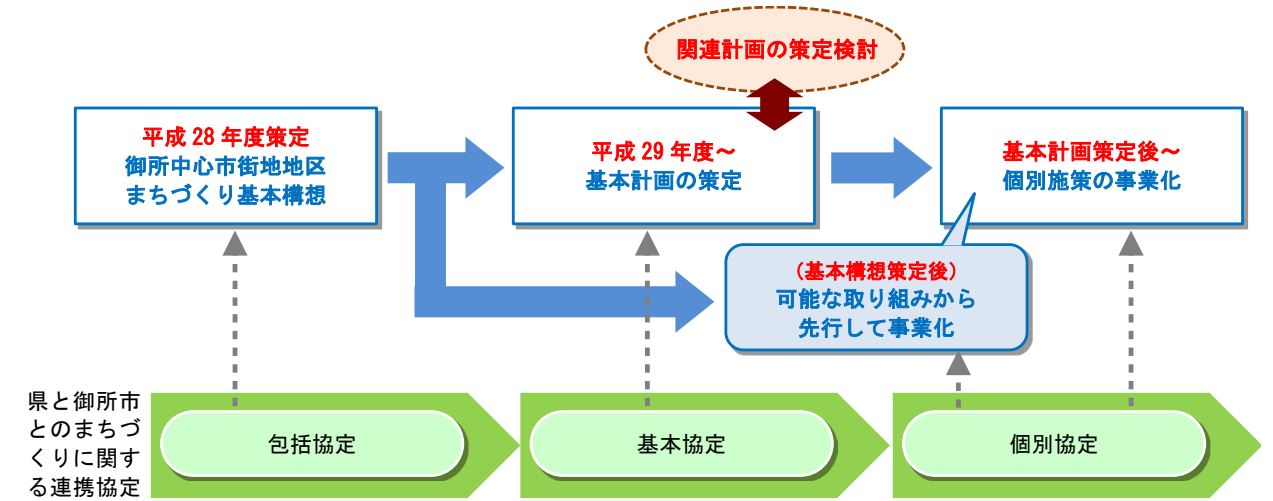 関連計画の策定検討
平成 28 年度策定
御所中心市街地地区
まちづくり基本構想
平成 29 年度～
基本計画の策定
基本計画策定後～
個別施策の事業化
（基本構想策定後）
可能な取り組みから
先行して事業化
県と御所市
とのまちづ
くりに関す
る連携協定
包括協定
基本協定
個別協定